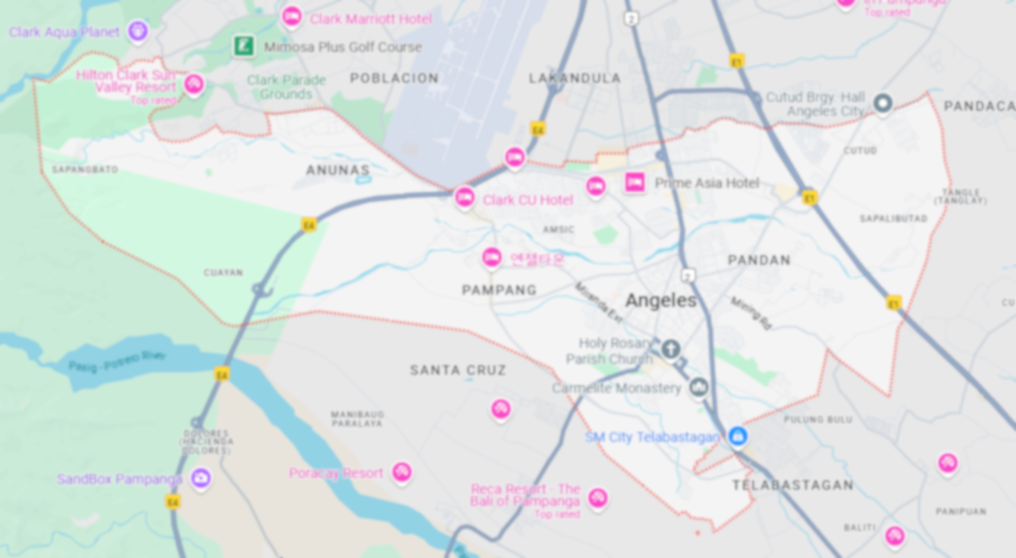 In Pampanga
Top rated
Clark Marriott Hotel
2
Clark Aqua Planet
Mimosa Plus Golf Course
E1
Hilton Clark Sun
Valley Resort
Top rated
Clark Parade
Grounds
POBLACION
LAKANDULA
Cutud Brgy. Hall
Angeles City
PANDACA
E4
CUTUD
SAPANGBATO
ANUNAS
Prime Asia Hotel
Clark CU Hotel
E1
TANGLE
(TANGLAY)
SAPALIBUTAD
E4
AMSIC
CUAYAN
PANDAN
2
PAMPANG
Angeles
Miranda Ext
Mining Rd
E1
CU
Holy Rosary
Parish Church
Pasig-Potrero River
E4
SANTA CRUZ
Carmelite Monastery
MANIBAUG
PARALAYA
PULUNG BULU
DOLORES
(HACIENDA
DOLORES)
SM City Telabastagan
SandBox Pampanga
Poracay Resort
TELABASTAGAN
Reca Resort - The
Bali of Pampanga
Top rated
E4
PANIPUAN
BALITI